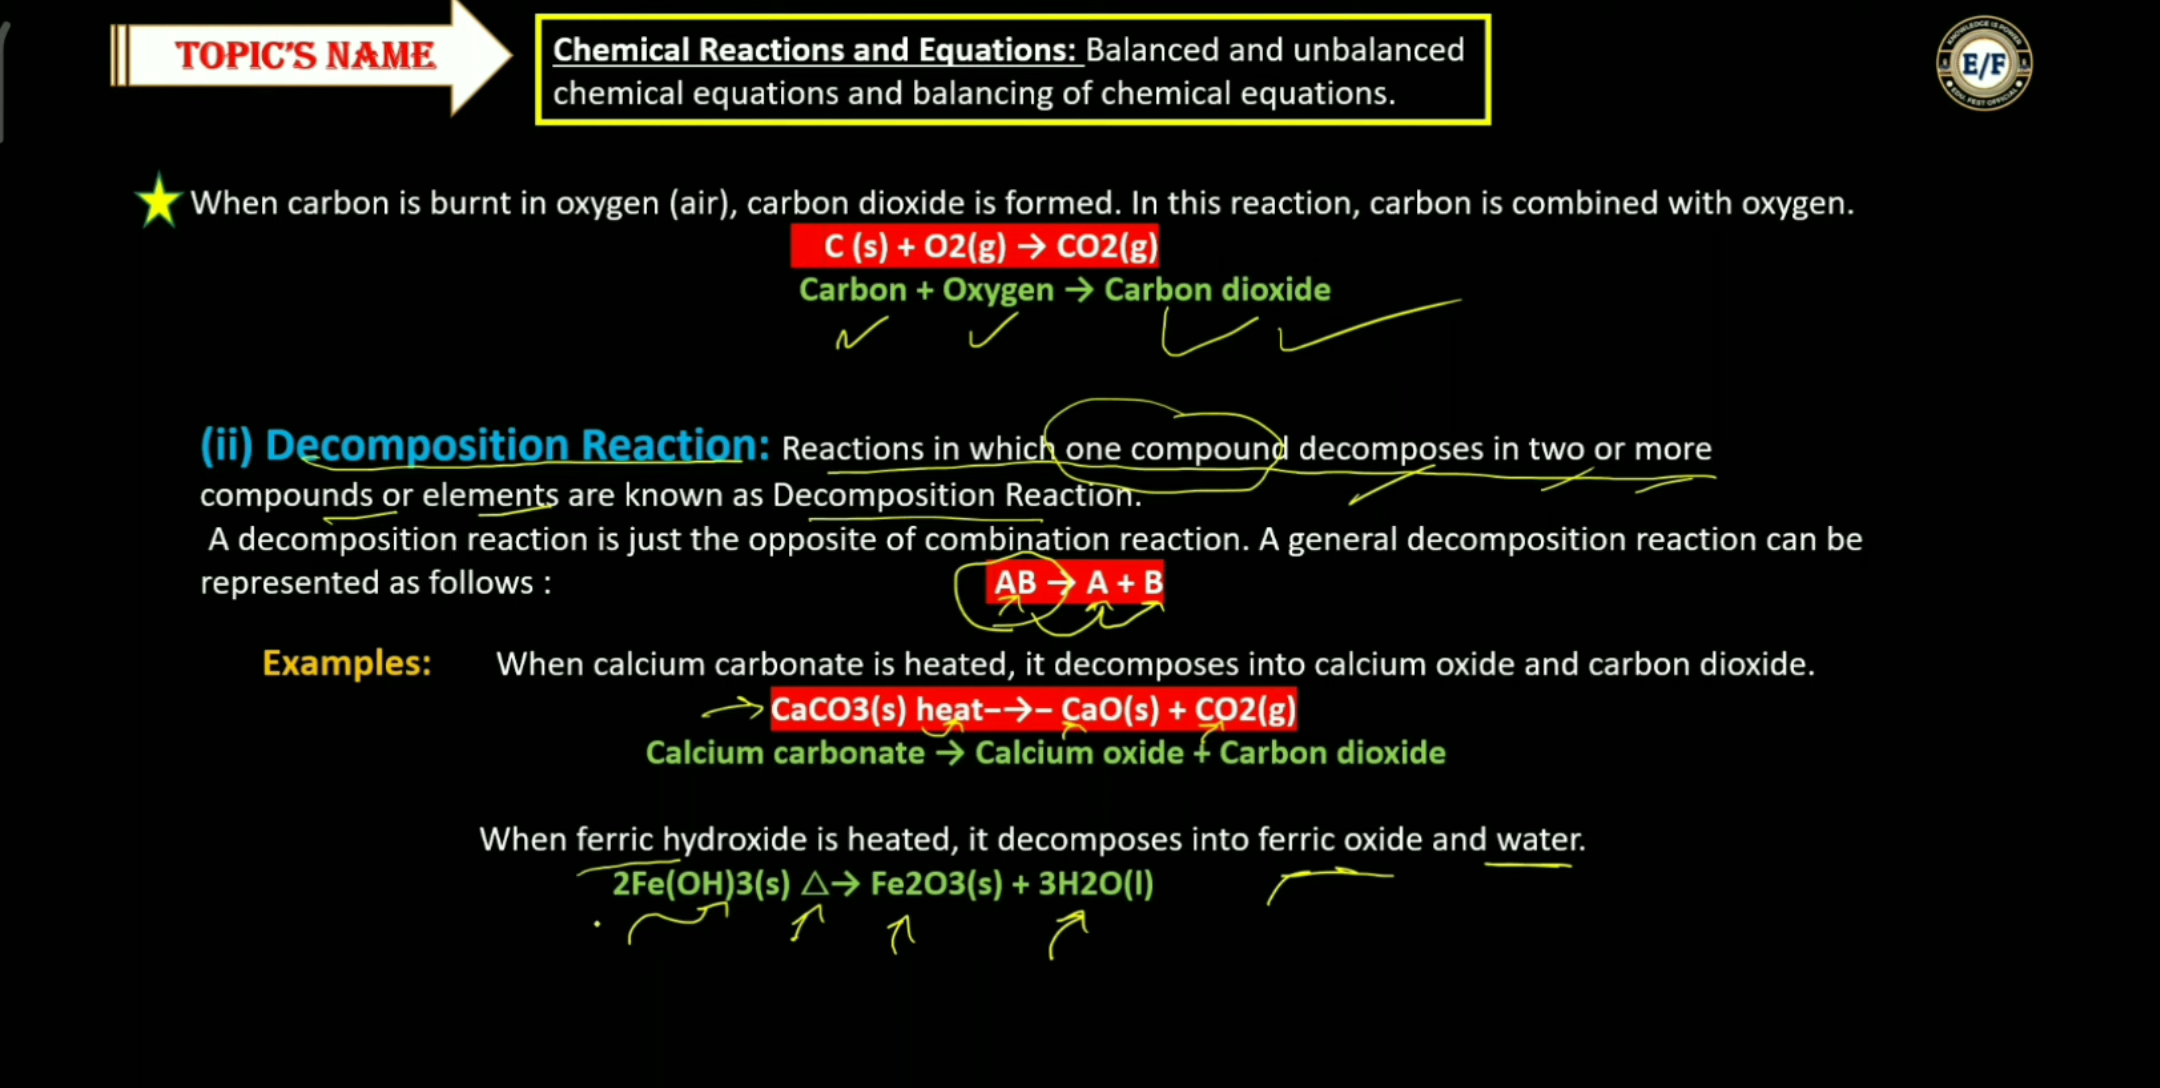 TOPIC'S NAME
Chemical Reactions and Equations: Balanced and unbalanced
chemical equations and balancing of chemical equations.
KNOWLEDGE IS POWER
E/F
EDU FEST OFFICIAL
When carbon is burnt in oxygen (air), carbon dioxide is formed. In this reaction, carbon is combined with oxygen.
C (s) + O2(g) → CO2(g)
Carbon + Oxygen → Carbon dioxide
(ii) Decomposition Reaction: Reactions in which one compound decomposes in two or more
compounds or elements are known as Decomposition Reaction.
A decomposition reaction is just the opposite of combination reaction. A general decomposition reaction can be
represented as follows :
AB → A + B
Examples: When calcium carbonate is heated, it decomposes into calcium oxide and carbon dioxide.
CaCO3(s) heat−→− CaO(s) + CO2(g)
Calcium carbonate → Calcium oxide + Carbon dioxide
When ferric hydroxide is heated, it decomposes into ferric oxide and water.
2Fe(OH)3(s) △→ Fe2O3(s) + 3H2O(l)